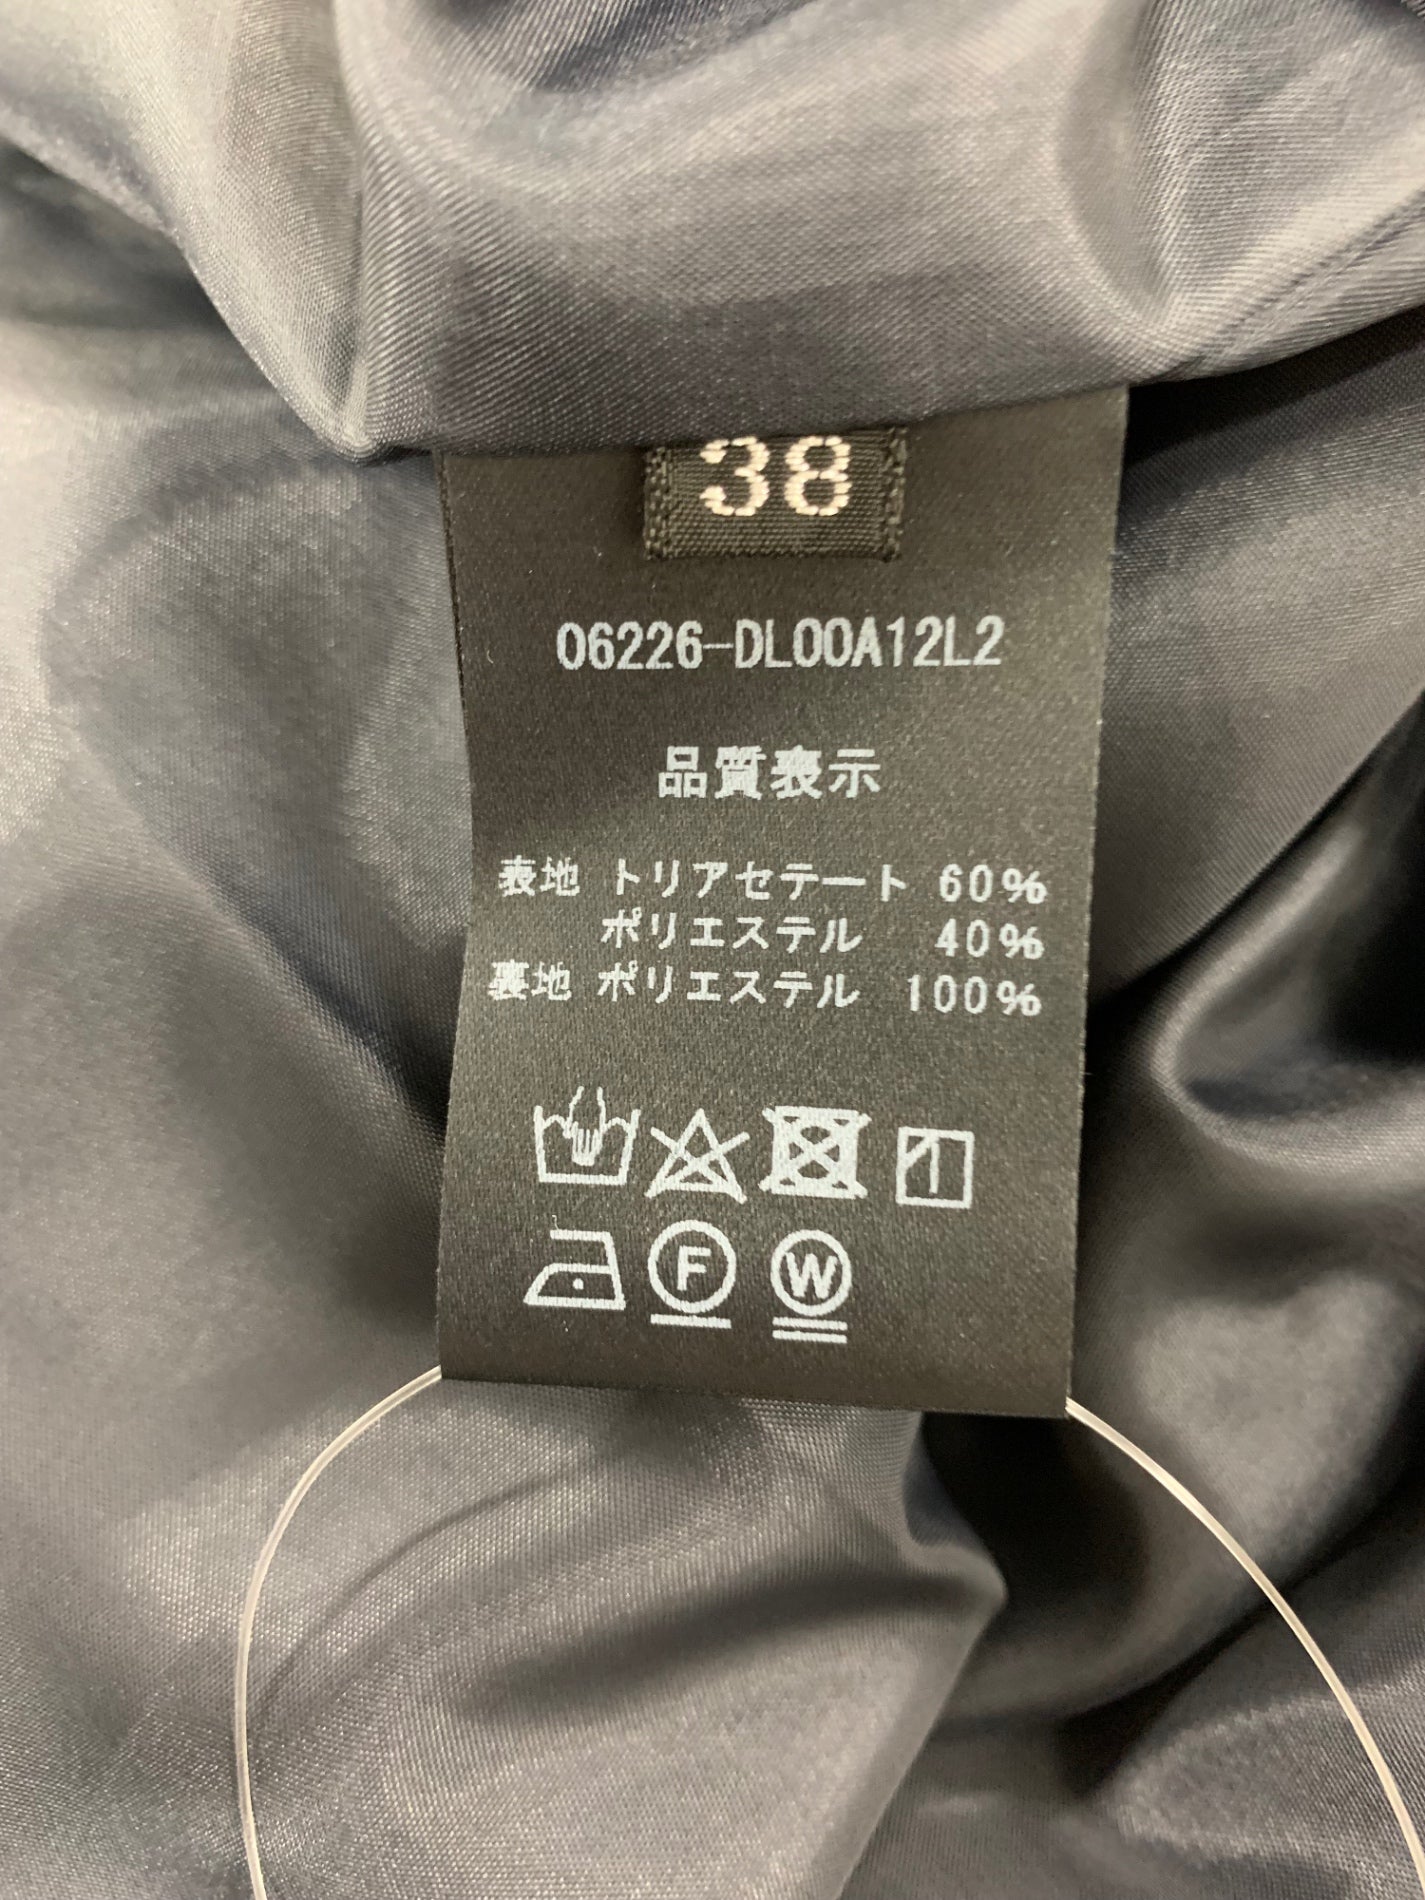 38
06226-DL00A12L2
品質表示
表地 トリアセテート 60%
ポリエステル 40%
裏地 ポリエステル 100%
F W